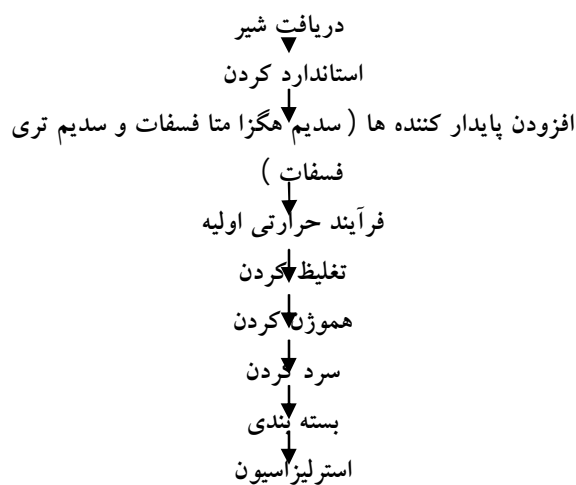 دریافت شیر
استاندارد کردن
افزودن پایدار کننده ها ( سدیم هگزا متا فسفات و سدیم تری
فسفات )
فرآیند حرارتی اولیه
تغلیظ کردن
هموژن کردن
سرد کردن
بسته بندی
استرلیزاسیون